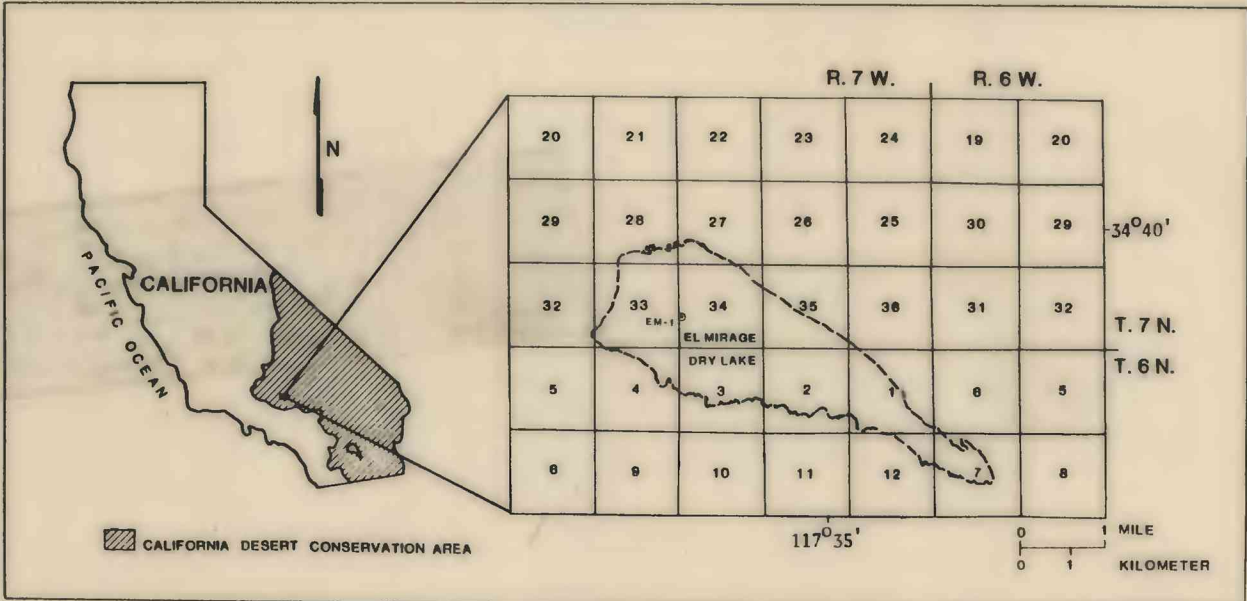 N
CALIFORNIA
PACIFIC OCEAN
CALIFORNIA DESERT CONSERVATION AREA
R. 7 W. R. 6 W.
20 21 22 23 24 19 20
29 28 27 26 25 30 29
34°40'
32 33 34 35 36 31 32
EM-1
EL MIRAGE
DRY LAKE
T. 7 N.
T. 6 N.
5 4 3 2 1 6 5
6 9 10 11 12 7 8
117°35'
0 1 MILE
0 1 KILOMETER